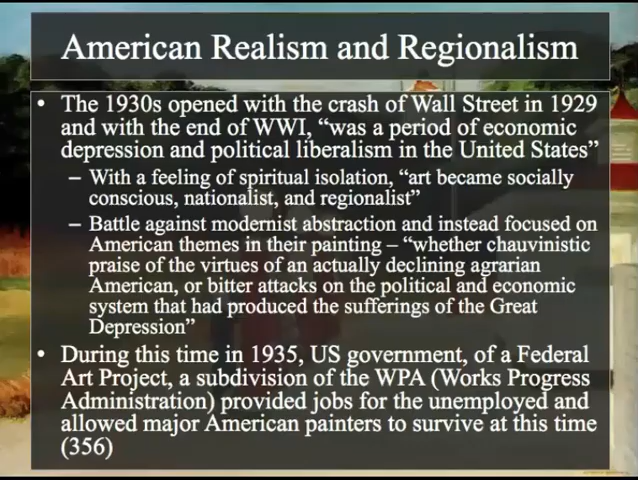 American Realism and Regionalism
• The 1930s opened with the crash of Wall Street in 1929
and with the end of WWI, “was a period of economic
depression and political liberalism in the United States”
– With a feeling of spiritual isolation, “art became socially
conscious, nationalist, and regionalist”
– Battle against modernist abstraction and instead focused on
American themes in their painting – “whether chauvinistic
praise of the virtues of an actually declining agrarian
American, or bitter attacks on the political and economic
system that had produced the sufferings of the Great
Depression”
• During this time in 1935, US government, of a Federal
Art Project, a subdivision of the WPA (Works Progress
Administration) provided jobs for the unemployed and
allowed major American painters to survive at this time
(356)